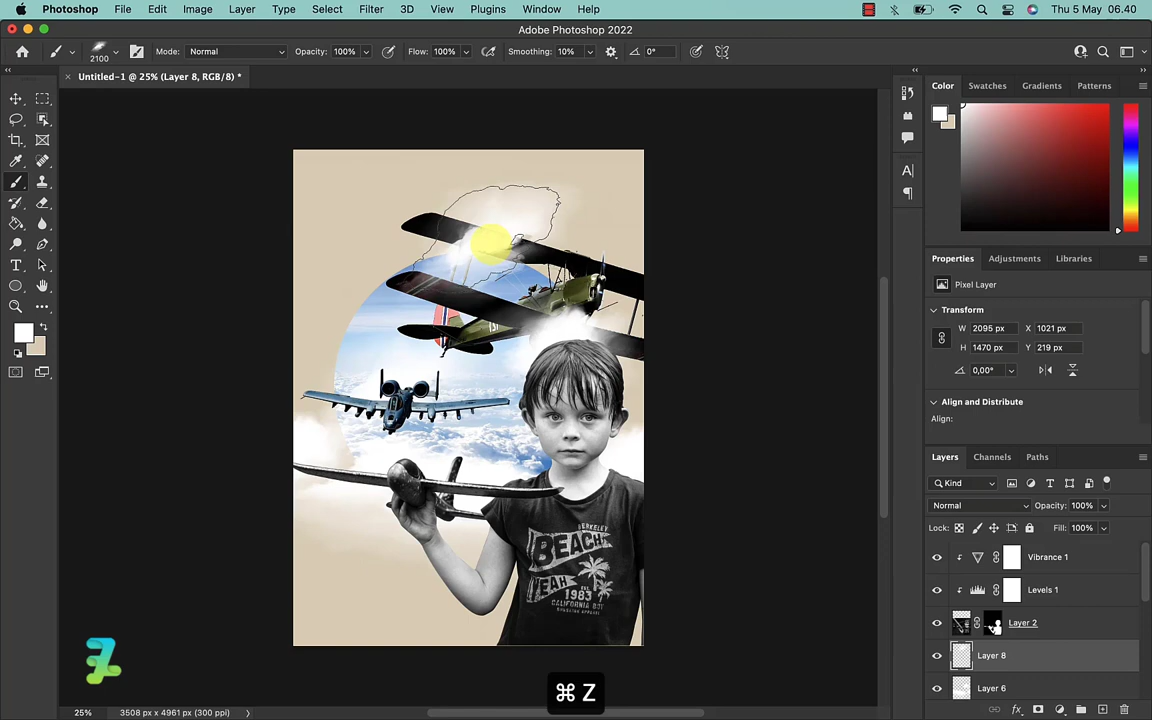 Photoshop File Edit Image Layer Type Select Filter 3D View Plugins Window Help Thu 5 May 06.40
Adobe Photoshop 2022
2100 Mode: Normal Opacity: 100% Flow: 100% Smoothing: 10% 0°
Untitled-1 @ 25% (Layer 8, RGB/8) *
Color Swatches Gradients Patterns
Properties Adjustments Libraries
Pixel Layer
Transform
W 2095 px X 1021 px
H 1470 px Y 219 px
0,00°
Align and Distribute
Align:
Layers Channels Paths
Kind
Normal Opacity: 100%
Lock: Fill: 100%
Vibrance 1
Levels 1
Layer 2
Layer 8
Layer 6
BERKELEY
BEACH
YEAH
1983
CALIFORNIA BOY
⌘ Z
25% 3508 px x 4961 px (300 ppi)